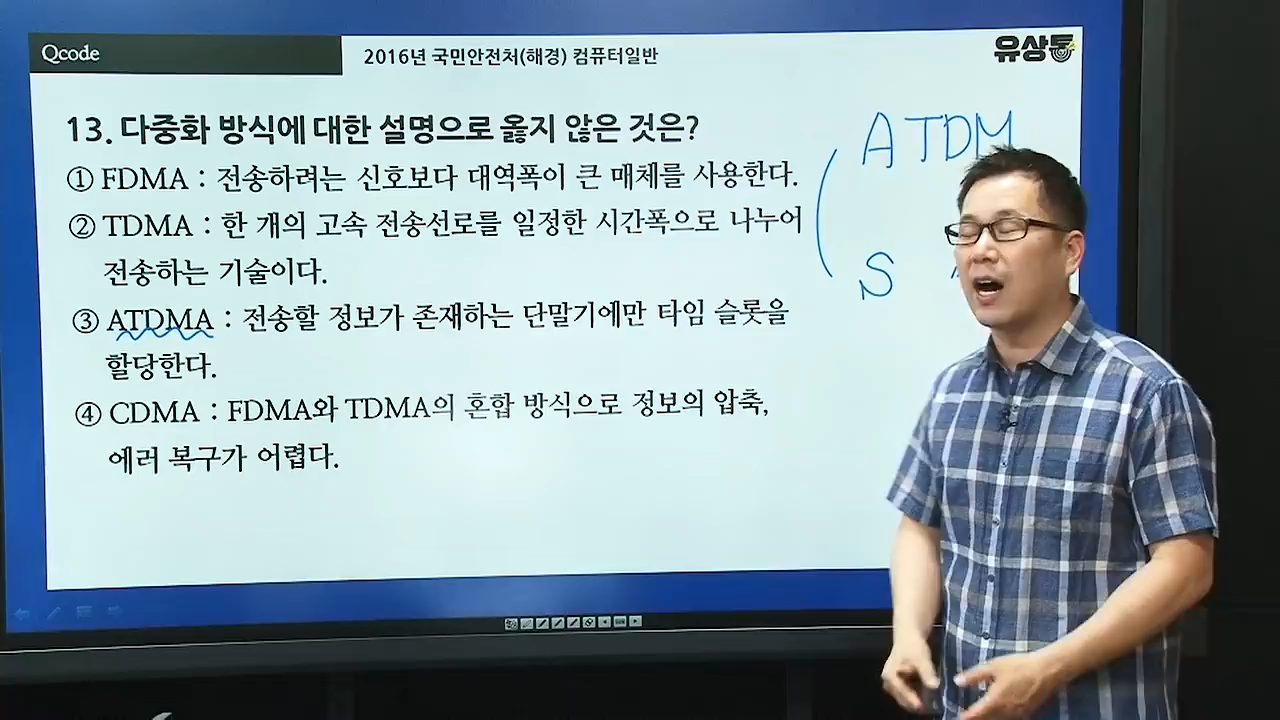 Qcode
2016년 국민안전처(해경) 컴퓨터일반
유상통
13. 다중화 방식에 대한 설명으로 옳지 않은 것은?
① FDMA : 전송하려는 신호보다 대역폭이 큰 매체를 사용한다.
② TDMA : 한 개의 고속 전송선로를 일정한 시간폭으로 나누어
전송하는 기술이다.
③ ATDMA : 전송할 정보가 존재하는 단말기에만 타임 슬롯을
할당한다.
④ CDMA : FDMA와 TDMA의 혼합 방식으로 정보의 압축,
에러 복구가 어렵다.
ATDM
S